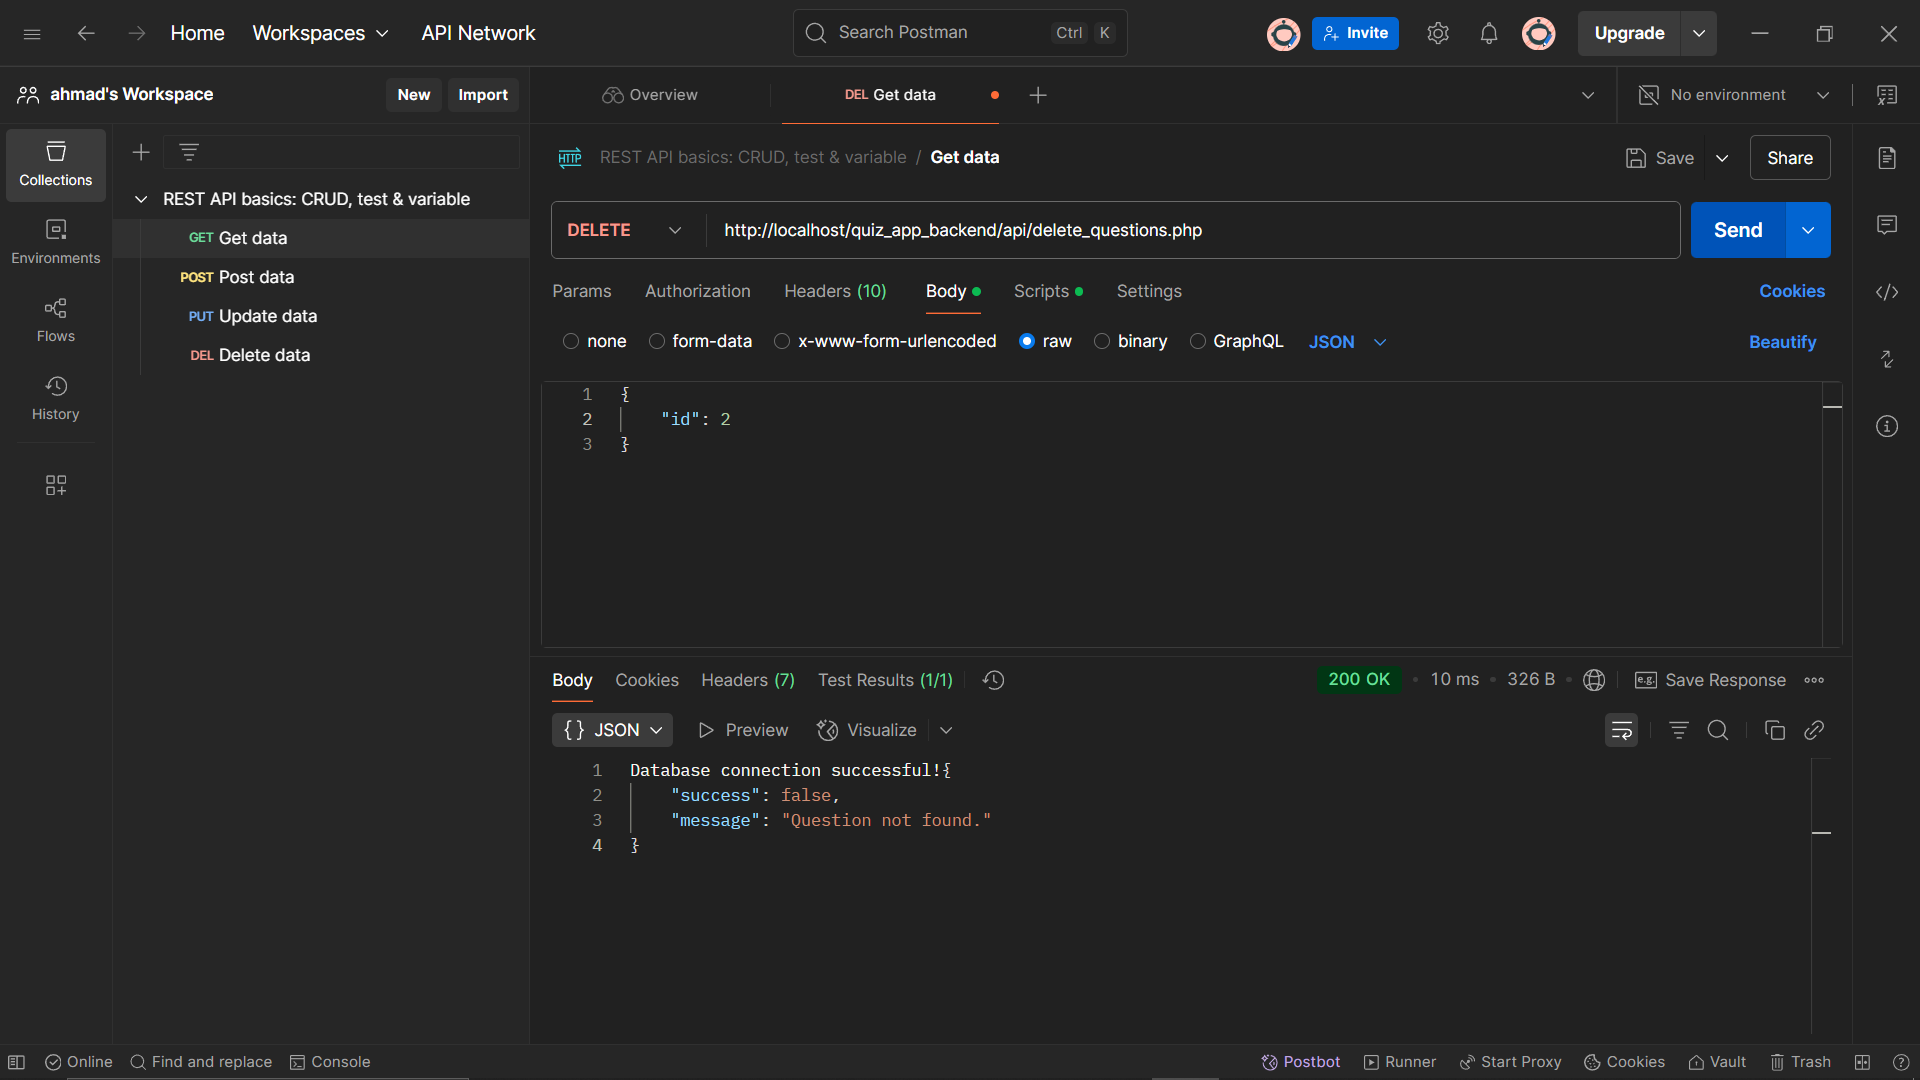 Home
Workspaces
API Network
Search Postman
Ctrl K
Invite
Upgrade
ahmad's Workspace
New
Import
Overview
DEL Get data
No environment
Collections
Environments
Flows
History
REST API basics: CRUD, test & variable
GET Get data
POST Post data
PUT Update data
DEL Delete data
HTTP REST API basics: CRUD, test & variable / Get data
Save
Share
DELETE
http://localhost/quiz_app_backend/api/delete_questions.php
Send
Params
Authorization
Headers (10)
Body
Scripts
Settings
Cookies
none
form-data
x-www-form-urlencoded
raw
binary
GraphQL
JSON
Beautify
1 {
2 "id": 2
3 }
Body
Cookies
Headers (7)
Test Results (1/1)
200 OK
10 ms
326 B
e.g. Save Response
{} JSON
Preview
Visualize
1 Database connection successful!{
2 "success": false,
3 "message": "Question not found."
4 }
Online
Find and replace
Console
Postbot
Runner
Start Proxy
Cookies
Vault
Trash